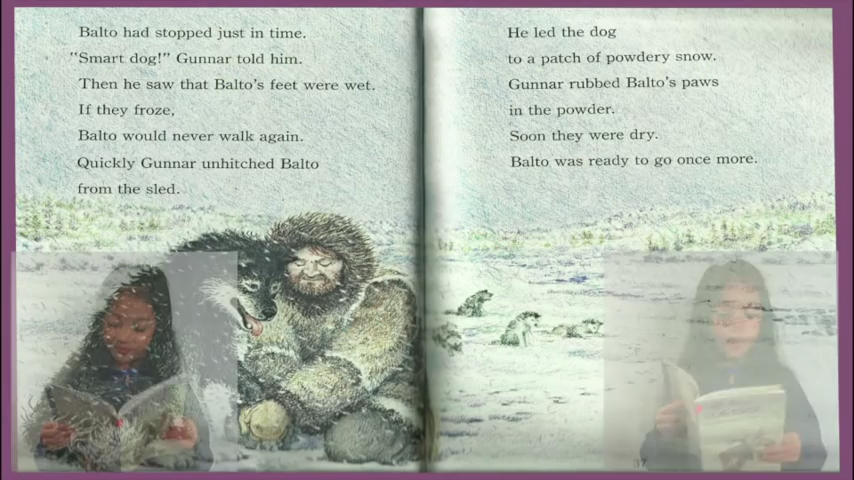 Balto had stopped just in time.
"Smart dog!" Gunnar told him.
Then he saw that Balto's feet were wet.
If they froze,
Balto would never walk again.
Quickly Gunnar unhitched Balto
from the sled.
He led the dog
to a patch of powdery snow.
Gunnar rubbed Balto's paws
in the powder.
Soon they were dry.
Balto was ready to go once more.
37